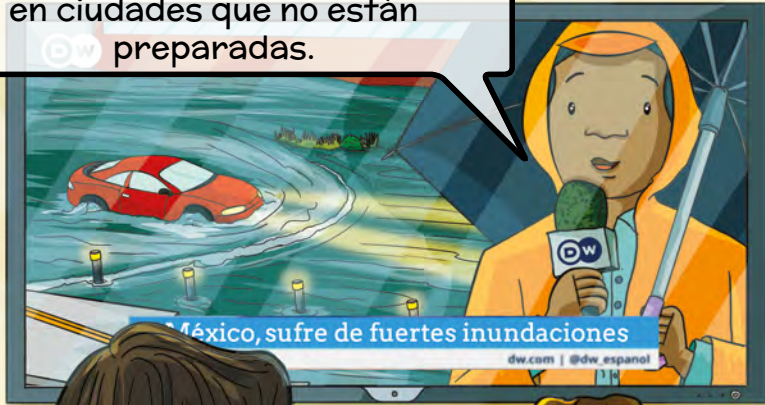 en ciudades que no están
preparadas.
DW
DW
México, sufre de fuertes inundaciones
dw.com | @dw_espanol